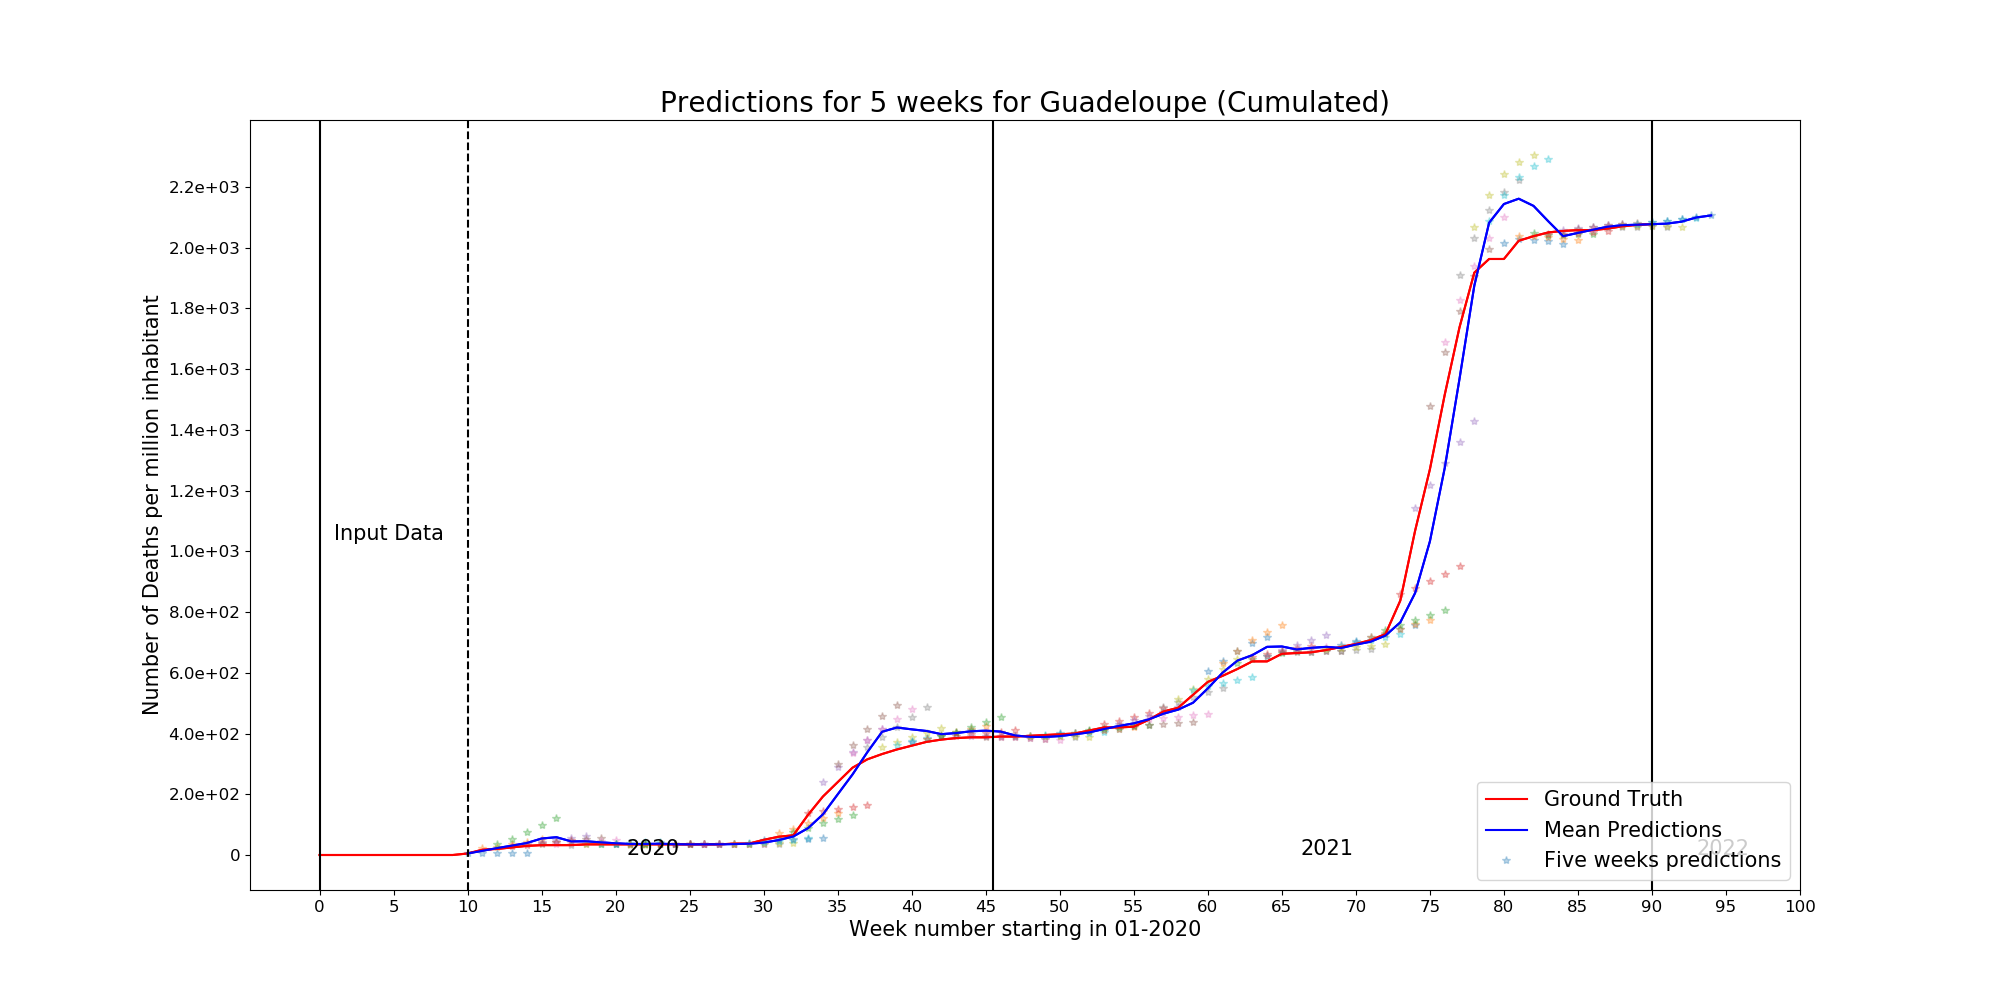 Predictions for 5 weeks for Guadeloupe (Cumulated)
Number of Deaths per million inhabitant
2.2e+03
2.0e+03
1.8e+03
1.6e+03
1.4e+03
1.2e+03
1.0e+03
8.0e+02
6.0e+02
4.0e+02
2.0e+02
0
Input Data
2020
2021
2022
Ground Truth
Mean Predictions
Five weeks predictions
0 5 10 15 20 25 30 35 40 45 50 55 60 65 70 75 80 85 90 95 100
Week number starting in 01-2020